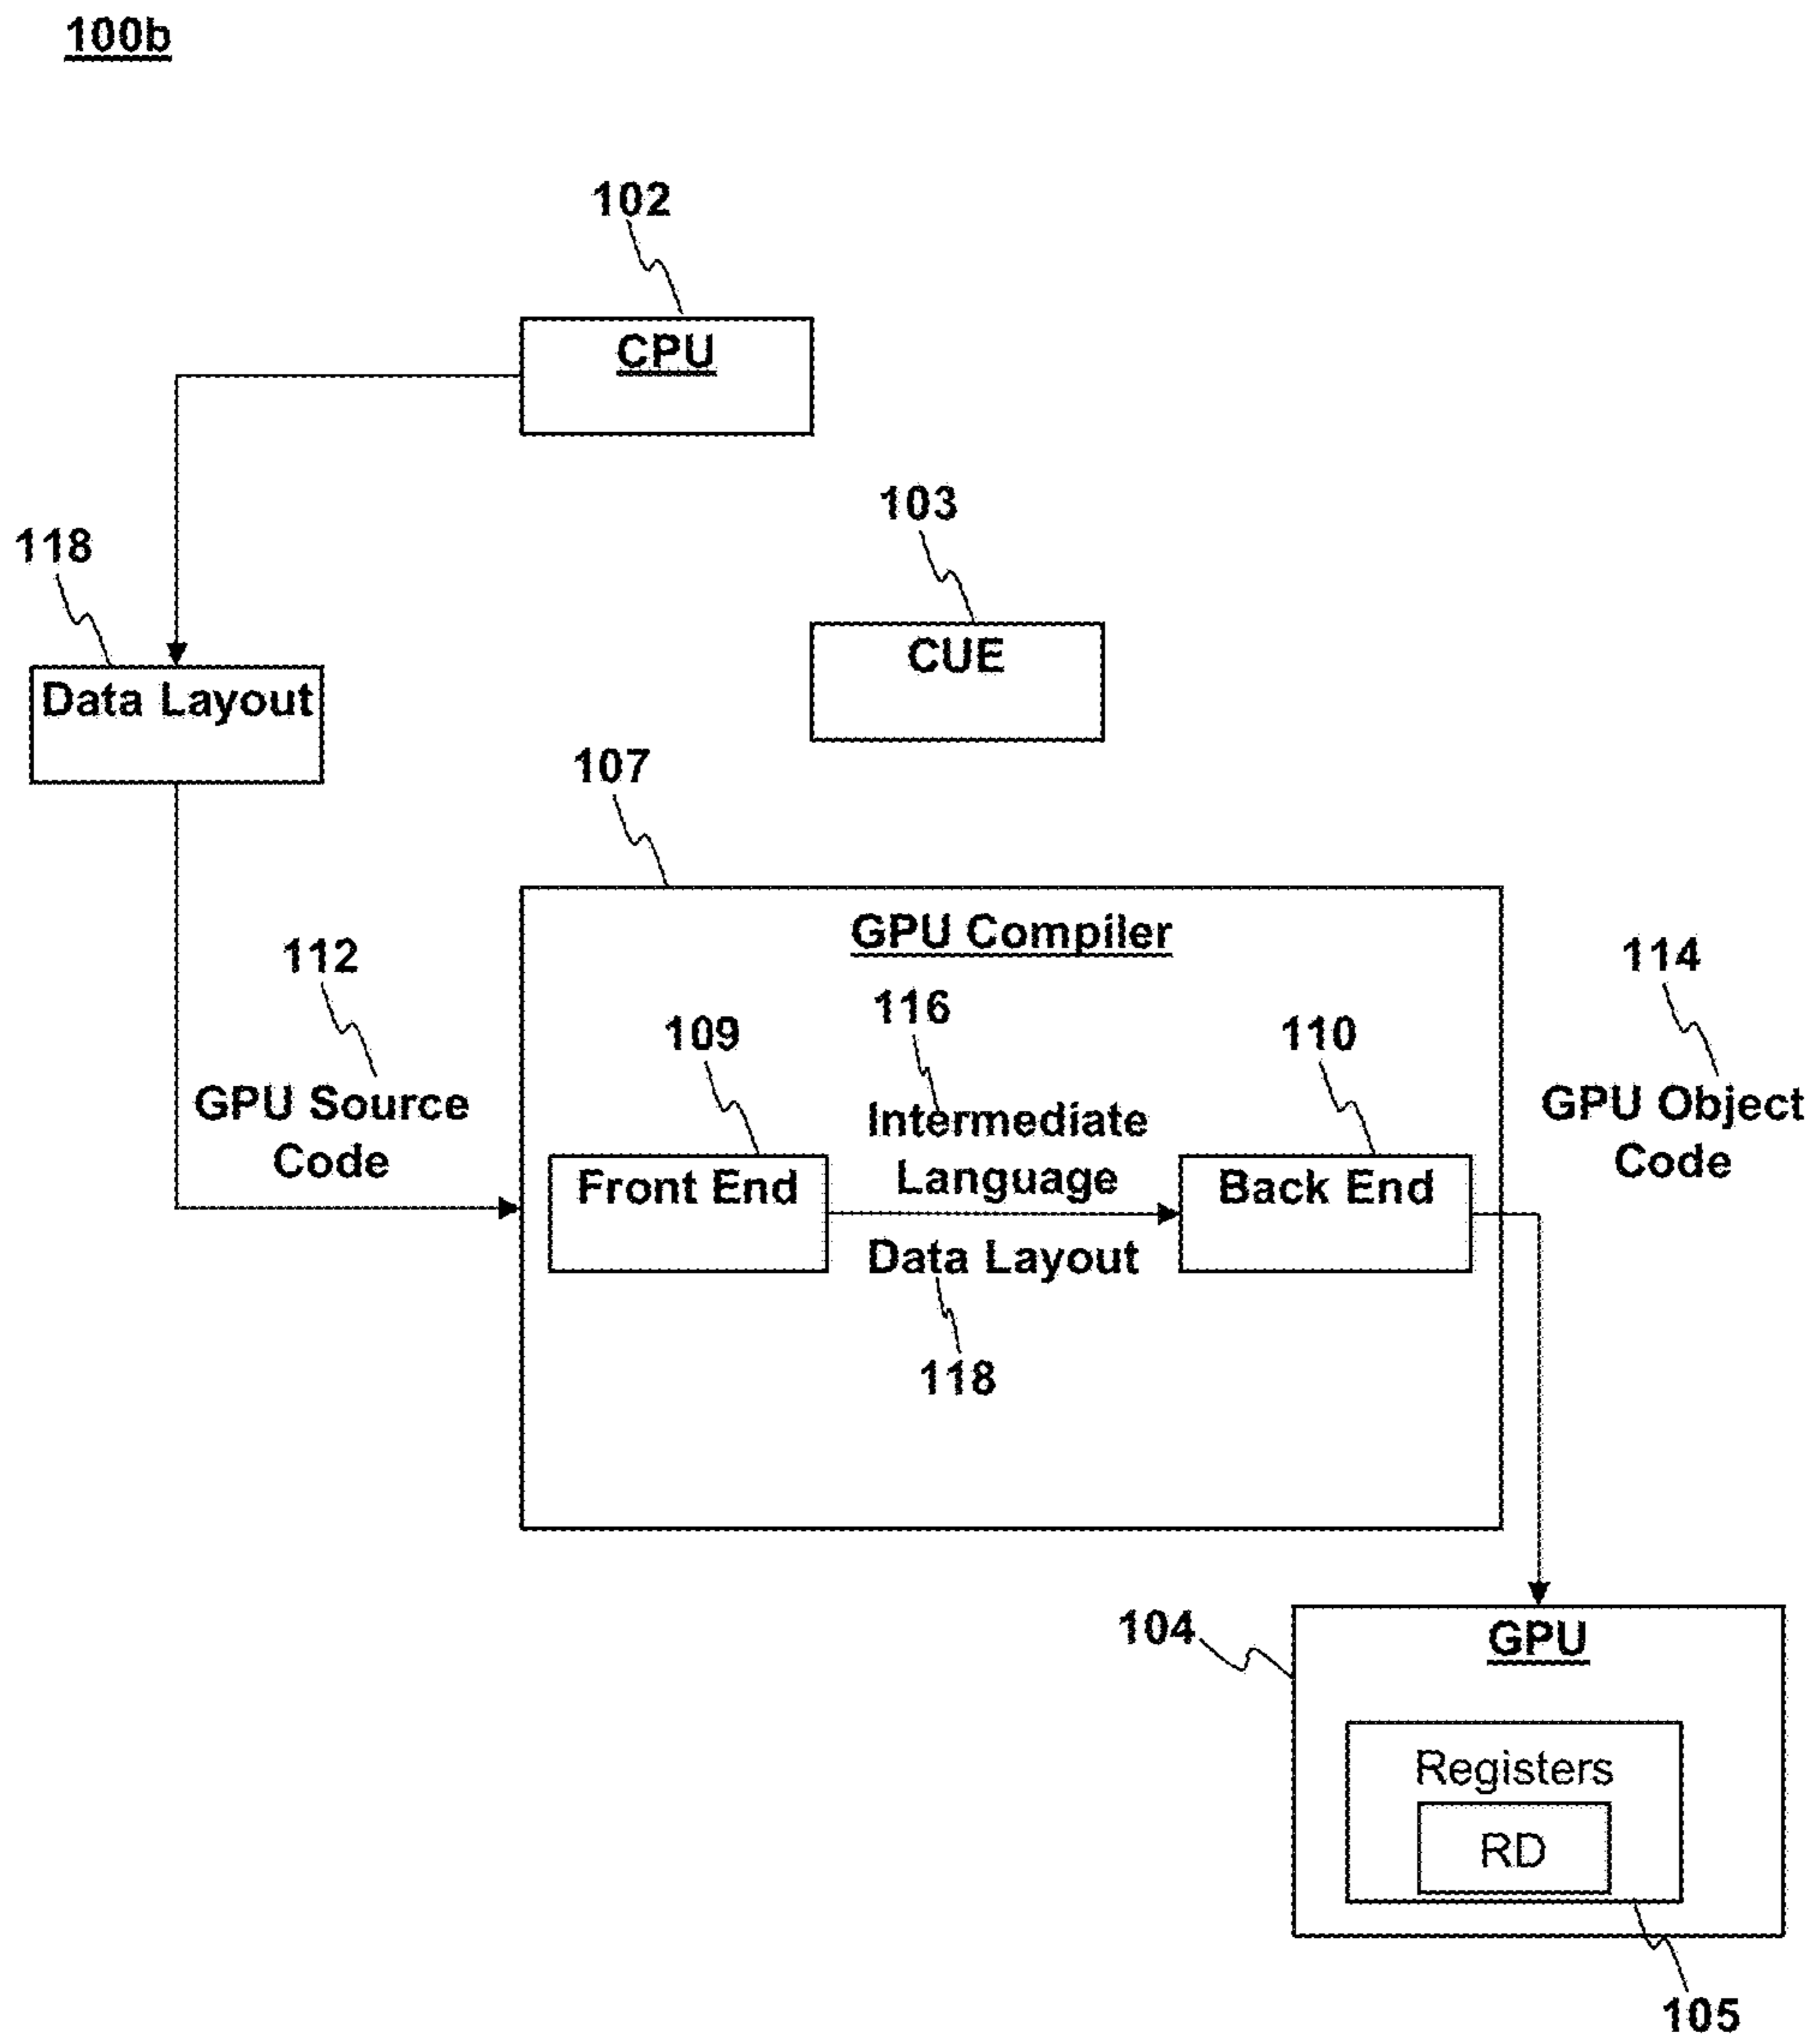 100b
102
CPU
103
118
CUE
Data Layout
107
GPU Compiler
112
114
116
109
110
GPU Source
Code
Intermediate
Language
GPU Object
Code
Front End
Back End
Data Layout
118
104
GPU
Registers
RD
105